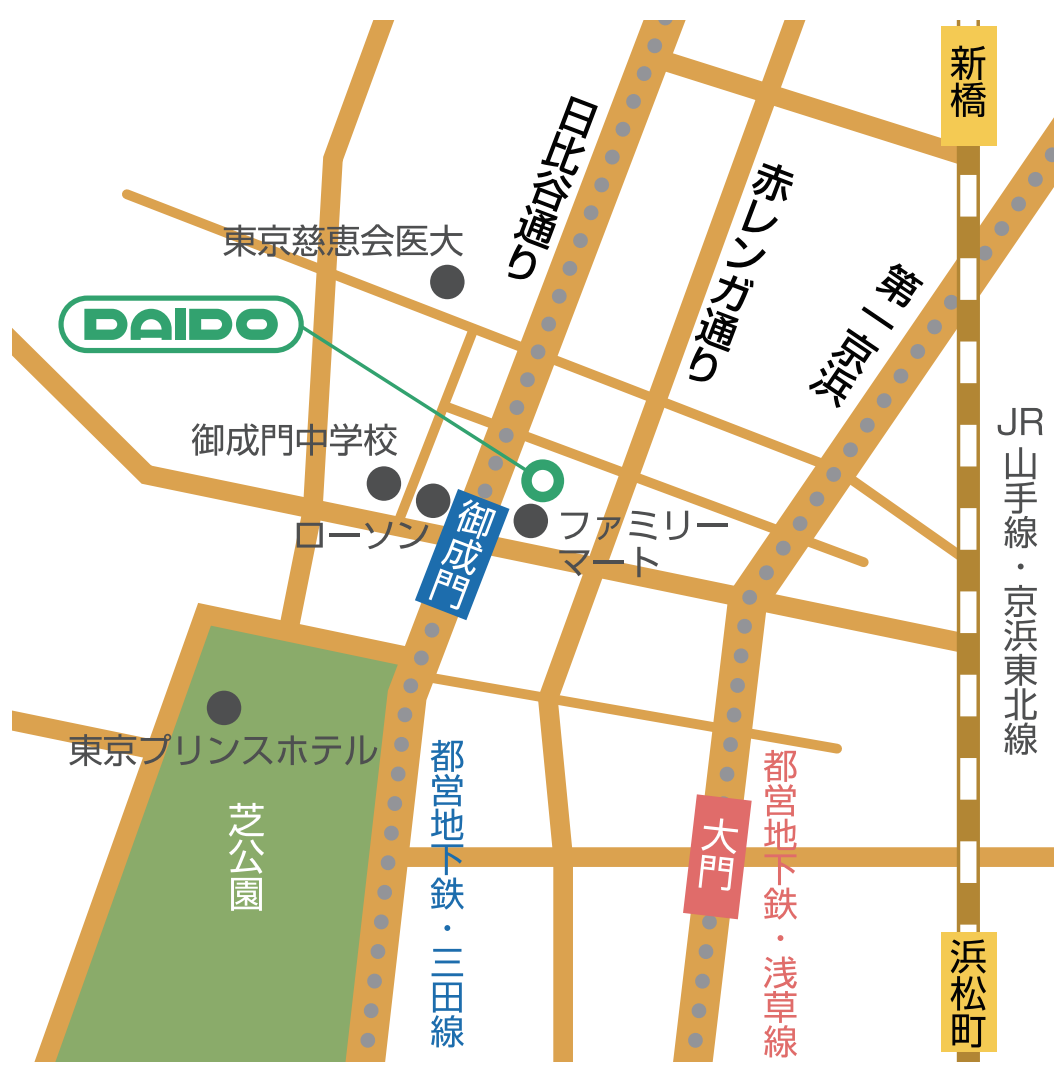 新橋
日比谷通り
赤レンガ通り
東京慈恵会医大
第一京浜
DAIDO
JR山手線・京浜東北線
御成門中学校
ローソン
御成門
ファミリー
マート
東京プリンスホテル
都営地下鉄・三田線
都営地下鉄・浅草線
芝公園
大門
浜松町